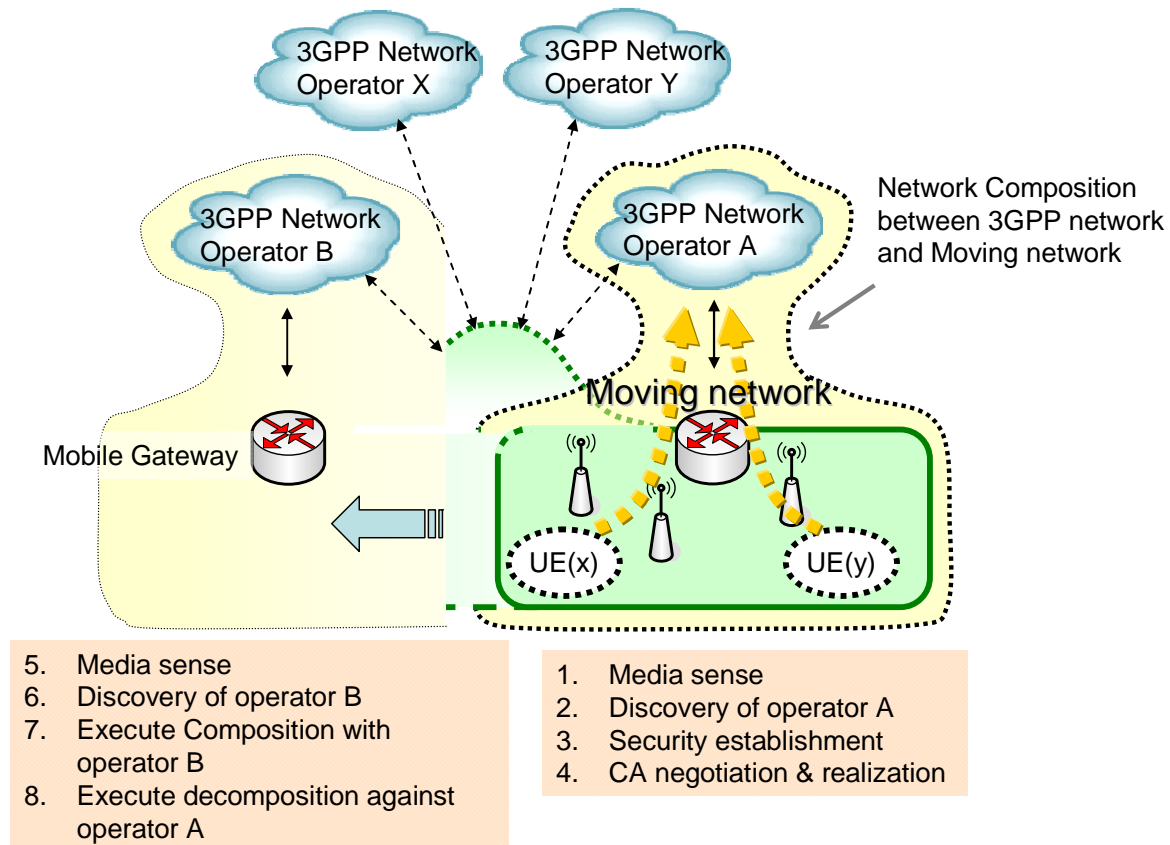 3GPP Network
Operator X
3GPP Network
Operator Y
3GPP Network
Operator B
3GPP Network
Operator A
Network Composition
between 3GPP network
and Moving network
Moving network
Mobile Gateway
UE(x)
UE(y)
5. Media sense
6. Discovery of operator B
7. Execute Composition with
operator B
8. Execute decomposition against
operator A
1. Media sense
2. Discovery of operator A
3. Security establishment
4. CA negotiation & realization